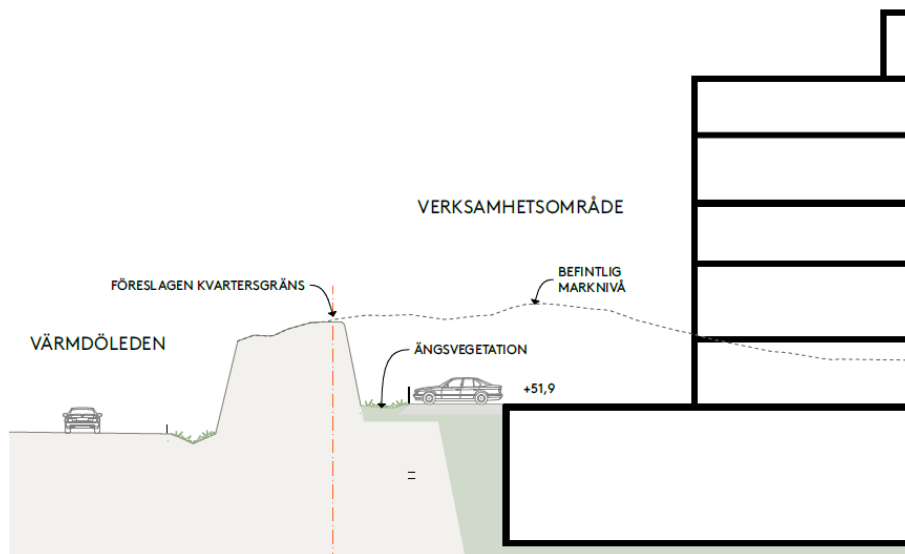 VERKSAMHETSOMRÅDE
BEFINTLIG
MARKNIVÅ
FÖRESLAGEN KVARTERSGRÄNS
VÄRMDÖLEDEN
ÄNGSVEGETATION
+51,9